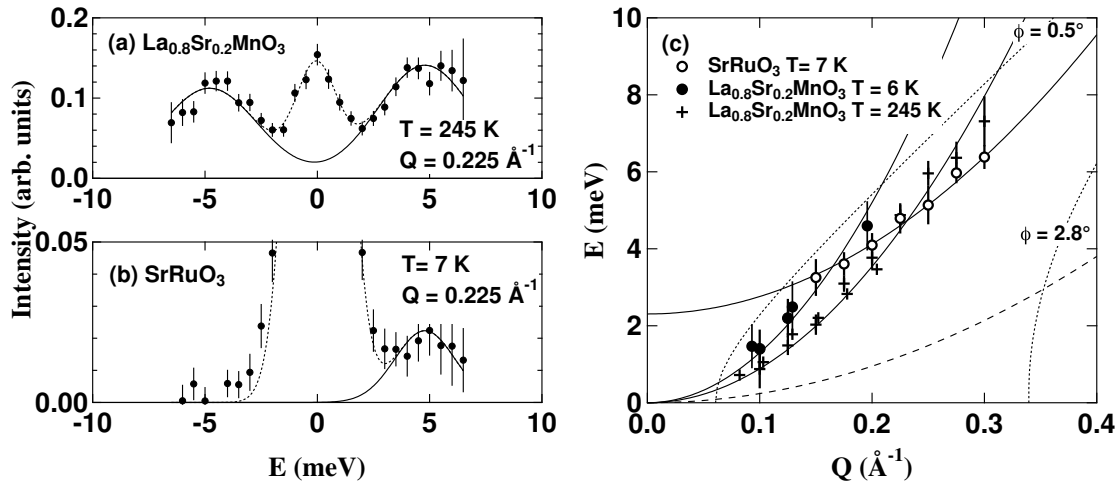 (a) La0.8Sr0.2MnO3
T = 245 K
Q = 0.225 Å-1
0.2
0.1
0.0
-10
-5
0
5
10
Intensity (arb. units)
(b) SrRuO3
T= 7 K
Q = 0.225 Å-1
0.05
0.00
-10
-5
0
5
10
E (meV)
(c)
SrRuO3 T= 7 K
La0.8Sr0.2MnO3 T = 6 K
La0.8Sr0.2MnO3 T = 245 K
ϕ = 0.5°
ϕ = 2.8°
10
8
6
4
2
0
E (meV)
0.0
0.1
0.2
0.3
0.4
Q (Å-1)